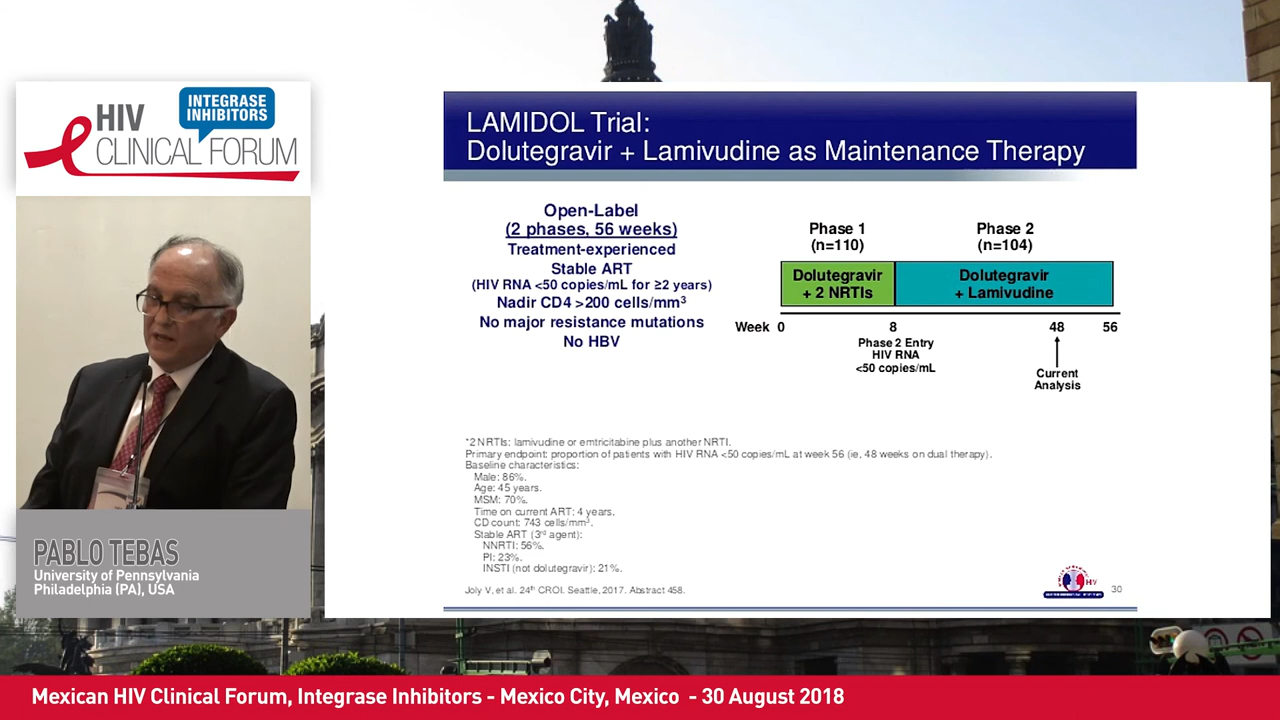 HIV
CLINICAL FORUM
INTEGRASE
INHIBITORS
PABLO TEBAS
University of Pennsylvania
Philadelphia (PA), USA
LAMIDOL Trial:
Dolutegravir + Lamivudine as Maintenance Therapy
Open-Label
(2 phases, 56 weeks)
Treatment-experienced
Stable ART
(HIV RNA <50 copies/mL for ≥2 years)
Nadir CD4 >200 cells/mm³
No major resistance mutations
No HBV
Phase 1
(n=110)
Phase 2
(n=104)
Dolutegravir
+ 2 NRTIs
Dolutegravir
+ Lamivudine
Week 0 8 48 56
Phase 2 Entry
HIV RNA
<50 copies/mL
Current
Analysis
*2 NRTIs: lamivudine or emtricitabine plus another NRTI.
Primary endpoint: proportion of patients with HIV RNA <50 copies/mL at week 56 (ie, 48 weeks on dual therapy).
Baseline characteristics:
Male: 86%.
Age: 45 years.
MSM: 70%.
Time on current ART: 4 years.
CD count: 743 cells/mm³.
Stable ART (3rd agent):
NNRTI: 56%.
PI: 23%.
INSTI (not dolutegravir): 21%.
Joly V, et al. 24th CROI. Seattle, 2017. Abstract 458.
HIV
30
Mexican HIV Clinical Forum, Integrase Inhibitors - Mexico City, Mexico - 30 August 2018